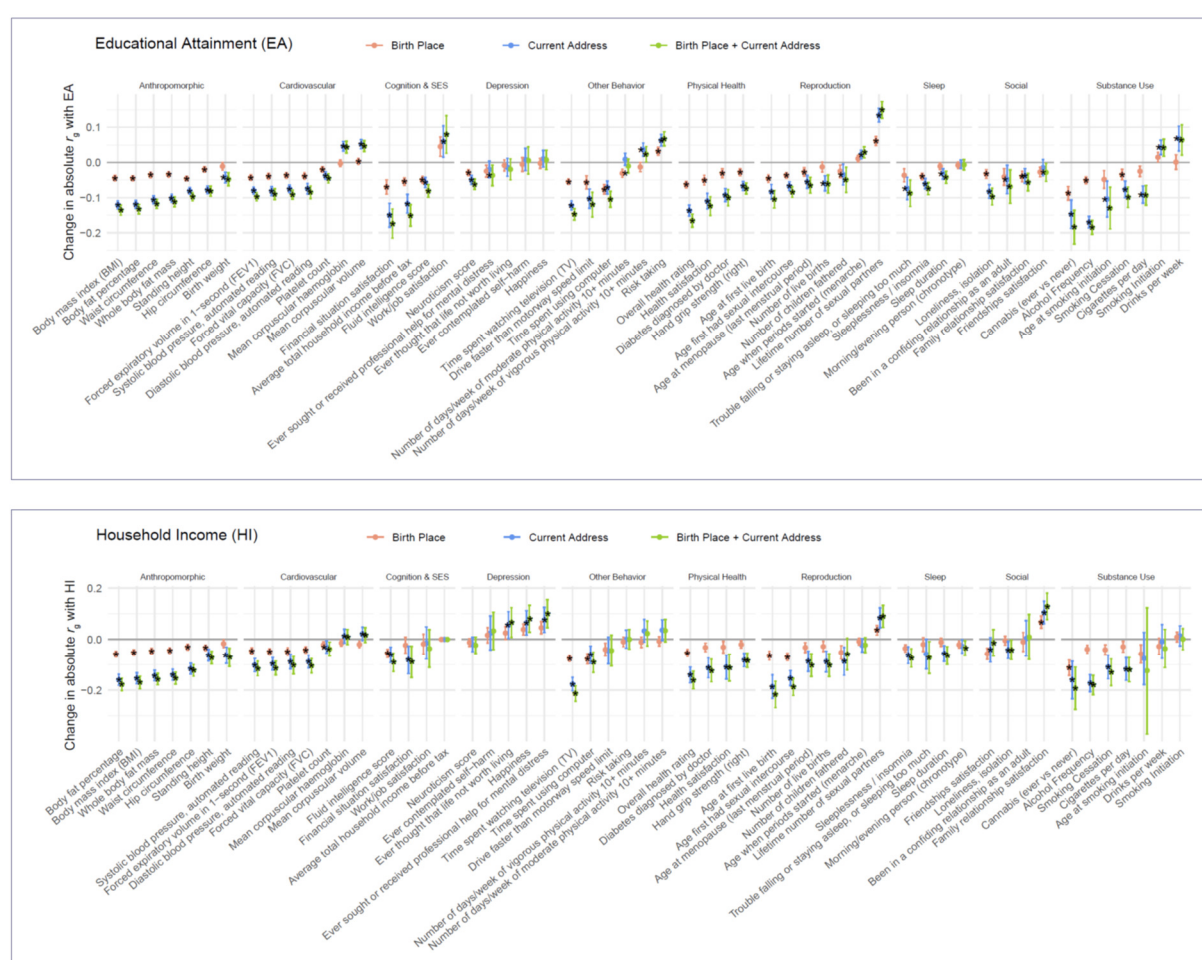 Educational Attainment (EA)
Birth Place
Current Address
Birth Place + Current Address
Change in absolute rg with EA
Anthropomorphic
Cardiovascular
Cognition & SES
Depression
Other Behavior
Physical Health
Reproduction
Sleep
Social
Substance Use
0.1
0.0
−0.1
−0.2
Body mass index (BMI)
Body fat percentage
Waist circumference
Whole body fat mass
Standing height
Hip circumference
Birth weight
Forced expiratory volume in 1−second (FEV1)
Systolic blood pressure, automated reading
Forced vital capacity (FVC)
Diastolic blood pressure, automated reading
Platelet count
Mean corpuscular haemoglobin
Mean corpuscular volume
Financial situation satisfaction
Average total household income before tax
Fluid intelligence score
Work/job satisfaction
Neuroticism score
Ever sought or received professional help for mental distress
Ever thought that life not worth living
Ever contemplated self−harm
Happiness
Time spent watching television (TV)
Drive faster than motorway speed limit
Time spent using computer
Number of days/week of moderate physical activity 10+ minutes
Number of days/week of vigorous physical activity 10+ minutes
Risk taking
Overall health rating
Health satisfaction
Diabetes diagnosed by doctor
Hand grip strength (right)
Age at first live birth
Age first had sexual intercourse
Age at menopause (last menstrual period)
Number of live births
Number of children fathered
Age when periods started (menarche)
Lifetime number of sexual partners
Trouble falling or staying asleep, or sleeping too much
Sleeplessness / insomnia
Sleep duration
Morning/evening person (chronotype)
Loneliness, isolation
Been in a confiding relationship as an adult
Family relationship satisfaction
Friendships satisfaction
Cannabis (ever vs never)
Alcohol Frequency
Age at smoking initiation
Smoking Cessation
Cigarettes per day
Smoking Initiation
Drinks per week
Household Income (HI)
Birth Place
Current Address
Birth Place + Current Address
Change in absolute rg with HI
Anthropomorphic
Cardiovascular
Cognition & SES
Depression
Other Behavior
Physical Health
Reproduction
Sleep
Social
Substance Use
0.2
0.0
−0.2
Body fat percentage
Body mass index (BMI)
Whole body fat mass
Waist circumference
Hip circumference
Standing height
Birth weight
Systolic blood pressure, automated reading
Forced expiratory volume in 1−second (FEV1)
Diastolic blood pressure, automated reading
Forced vital capacity (FVC)
Platelet count
Mean corpuscular haemoglobin
Mean corpuscular volume
Fluid intelligence score
Financial situation satisfaction
Work/job satisfaction
Average total household income before tax
Neuroticism score
Ever contemplated self−harm
Ever thought that life not worth living
Happiness
Ever sought or received professional help for mental distress
Time spent watching television (TV)
Time spent using computer
Drive faster than motorway speed limit
Risk taking
Number of days/week of vigorous physical activity 10+ minutes
Number of days/week of moderate physical activity 10+ minutes
Overall health rating
Diabetes diagnosed by doctor
Health satisfaction
Hand grip strength (right)
Age at first live birth
Age first had sexual intercourse
Age at menopause (last menstrual period)
Number of live births
Number of children fathered
Age when periods started (menarche)
Lifetime number of sexual partners
Sleeplessness / insomnia
Trouble falling or staying asleep, or sleeping too much
Sleep duration
Morning/evening person (chronotype)
Friendships satisfaction
Loneliness, isolation
Been in a confiding relationship as an adult
Family relationship satisfaction
Cannabis (ever vs never)
Alcohol Frequency
Smoking Cessation
Cigarettes per day
Age at smoking initiation
Drinks per week
Smoking Initiation